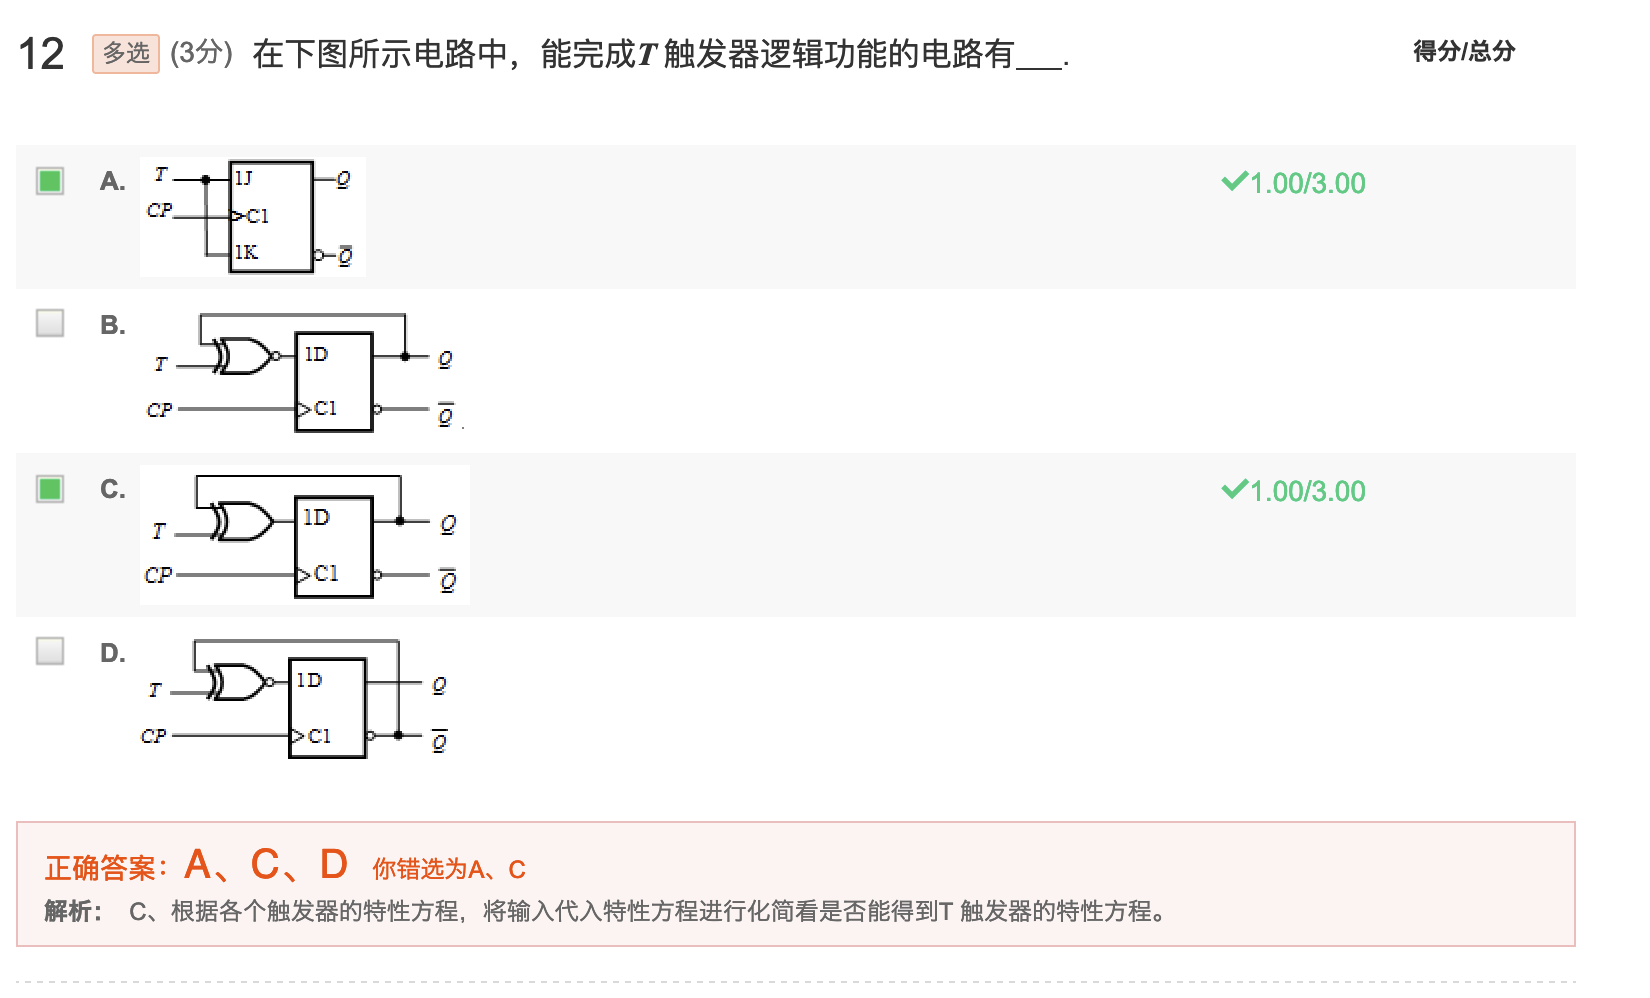 12 多选 (3分) 在下图所示电路中，能完成T 触发器逻辑功能的电路有___. 得分/总分
A. T 1J Q ✔1.00/3.00
CP C1
1K Q̅
B. T 1D Q
CP C1 Q̅ .
C. T 1D Q ✔1.00/3.00
CP C1 Q̅
D. T 1D Q
CP C1 Q̅
正确答案：A、C、D 你错选为A、C
解析： C、根据各个触发器的特性方程，将输入代入特性方程进行化简看是否能得到T 触发器的特性方程。